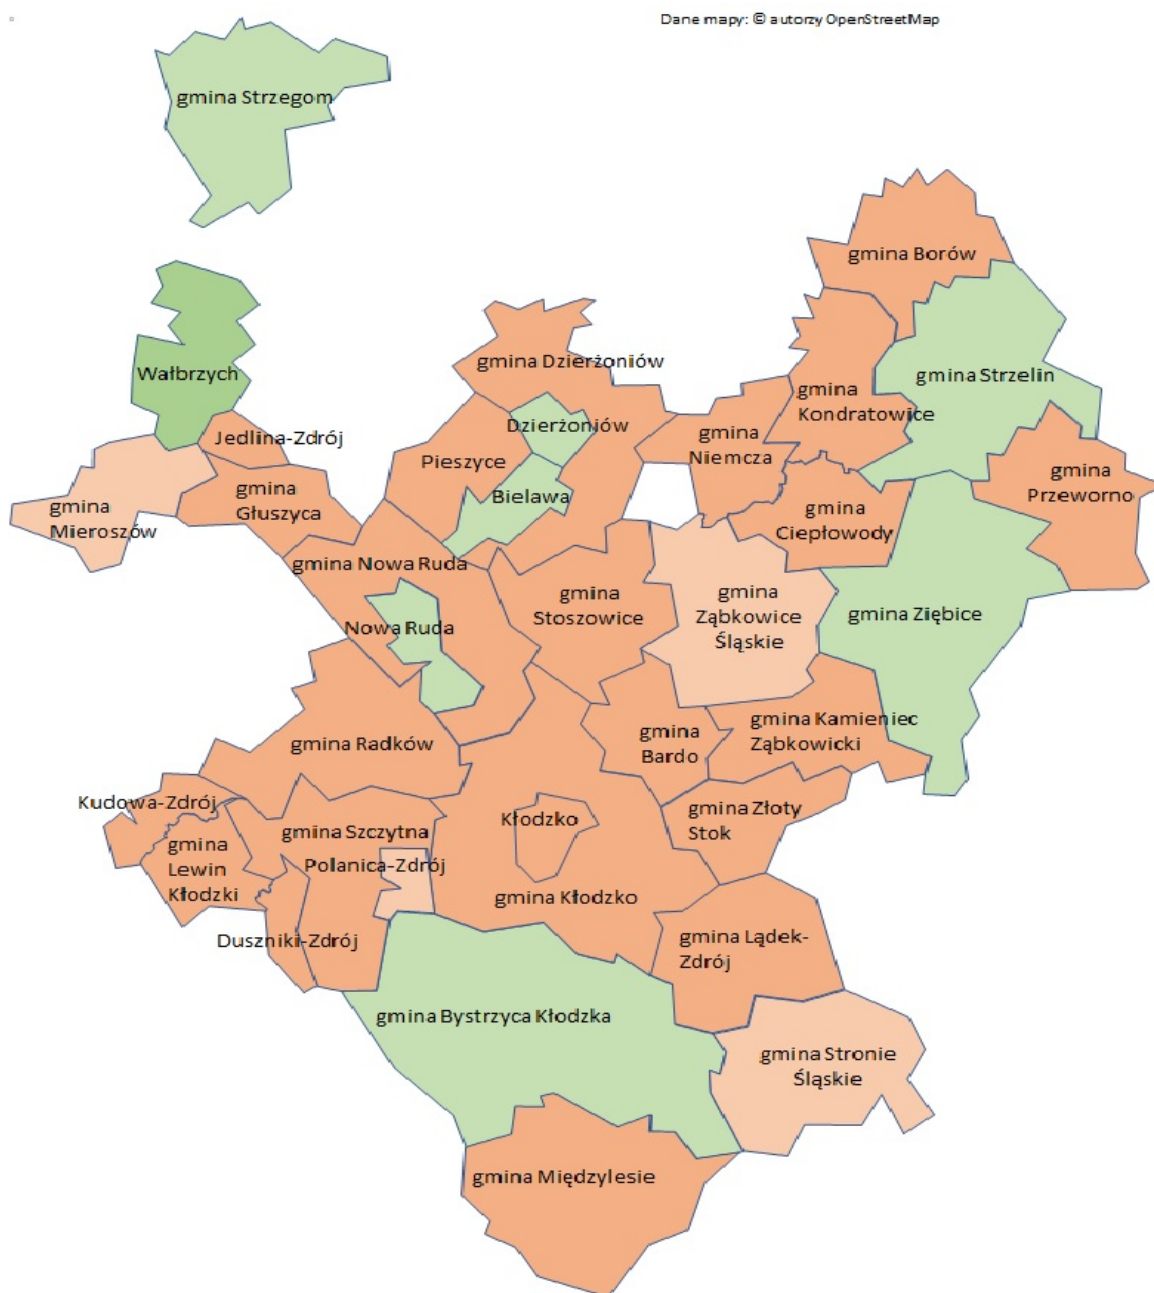 Dane mapy: © autorzy OpenStreetMap
gmina Strzegom
gmina Borów
Wałbrzych
gmina Dzierżoniów
gmina Strzelin
gmina
Kondratowice
Jedlina-Zdrój
Dzierżoniów
gmina
Niemcza
Pieszyce
Bielawa
gmina
Przeworno
gmina
Głuszyca
gmina
Mieroszów
gmina
Ciepłowody
gmina Nowa Ruda
gmina
Stoszowice
gmina
Ząbkowice
Śląskie
gmina Ziębice
Nowa Ruda
gmina Radków
gmina
Bardo
gmina Kamieniec
Ząbkowicki
Kudowa-Zdrój
gmina Szczytna
Kłodzko
gmina Złoty
Stok
gmina
Lewin
Kłodzki
Polanica-Zdrój
gmina Kłodzko
Duszniki-Zdrój
gmina Lądek-
Zdrój
gmina Bystrzyca Kłodzka
gmina Stronie
Śląskie
gmina Międzylesie